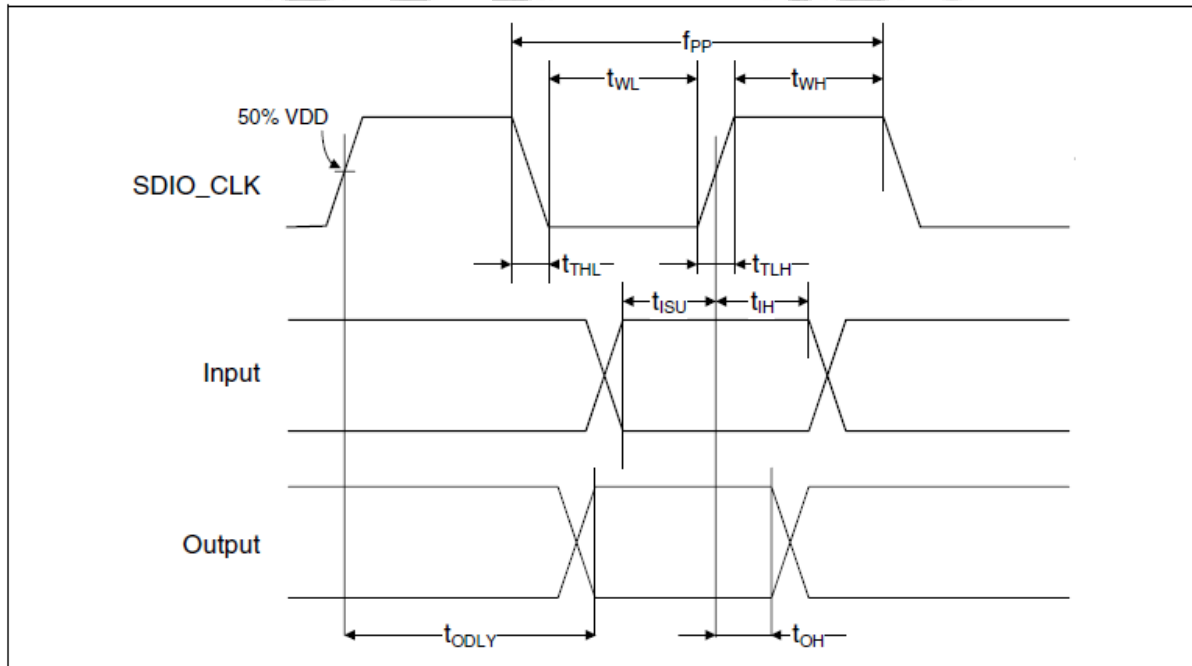 fPP
tWL
tWH
50% VDD
SDIO_CLK
tTHL
tTLH
tISU
tIH
Input
Output
tODLY
tOH